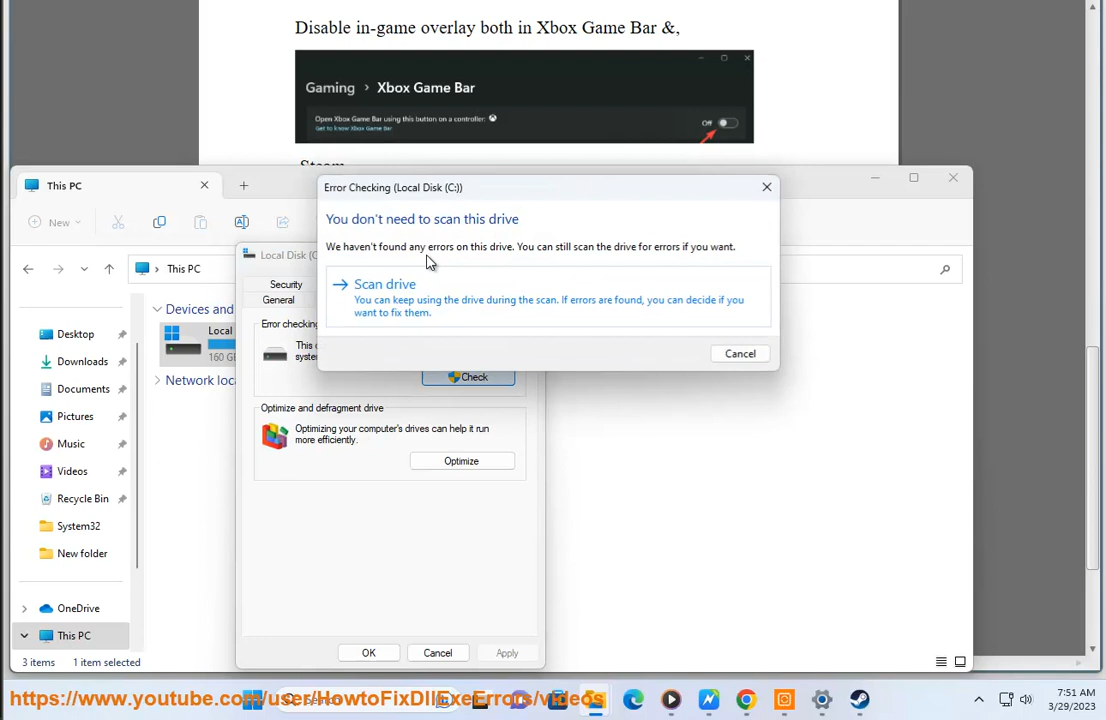 Disable in-game overlay both in Xbox Game Bar &,
Gaming > Xbox Game Bar
Open Xbox Game Bar using this button on a controller:
Off
Get to know Xbox Game Bar
Steam
This PC
Error Checking (Local Disk (C:))
You don't need to scan this drive
We haven't found any errors on this drive. You can still scan the drive for errors if you want.
Scan drive
You can keep using the drive during the scan. If errors are found, you can decide if you
want to fix them.
Cancel
New
This PC
Local Disk (C
Security
General
Error checking
This
syste
Check
Optimize and defragment drive
Optimizing your computer's drives can help it run
more efficiently.
Optimize
OK
Cancel
Apply
Devices and
Local
160 GB
Network loc
Desktop
Downloads
Documents
Pictures
Music
Videos
Recycle Bin
System32
New folder
OneDrive
This PC
3 items
1 item selected
https://www.youtube.com/user/HowtoFixDllExeErrors/videos
7:51 AM
3/29/2023